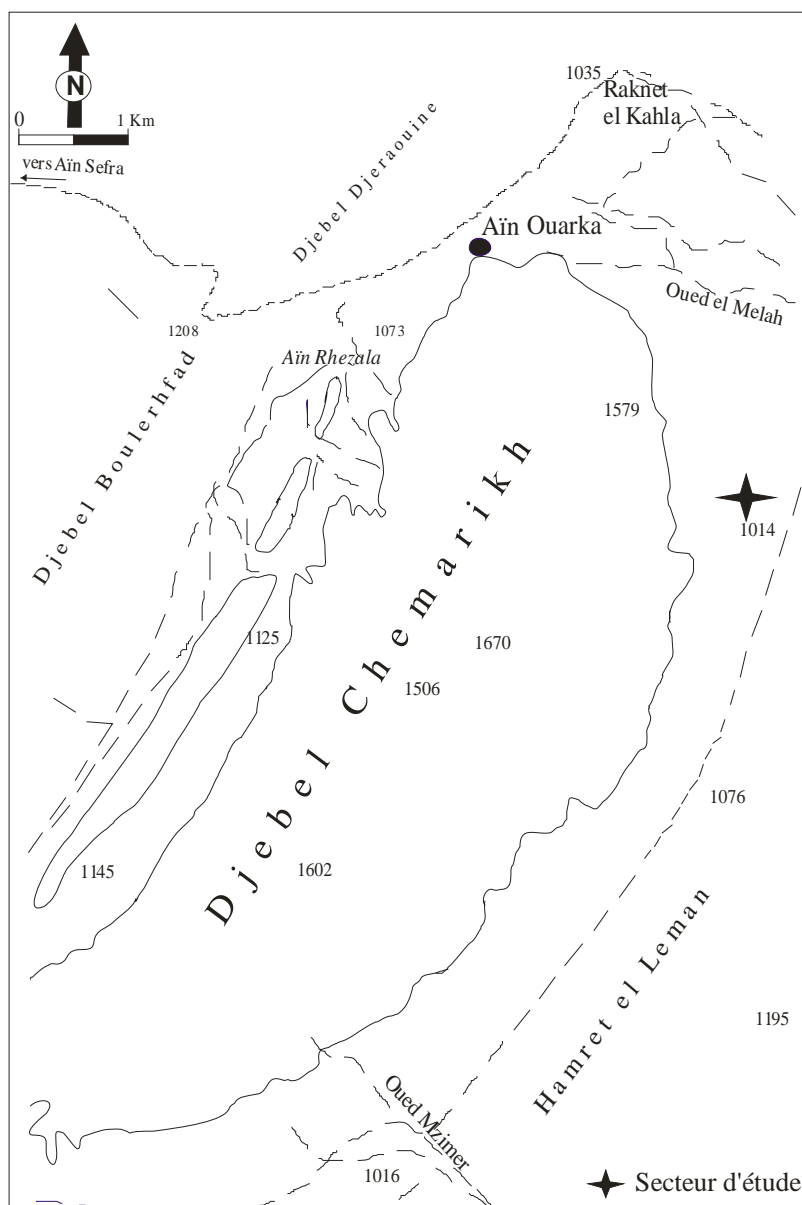 1035
Raknet
el Kahla
N
0 1 Km
vers Aïn Sefra
Djebel Djeraouine
Aïn Ouarka
Oued el Melah
1208
1073
Aïn Rhezala
Djebel Boulerhfad
1579
1014
Djebel Chemarikh
1125
1670
1506
1076
1145
1602
Hamret el Leman
1195
Oued Mzimer
1016
Secteur d'étude